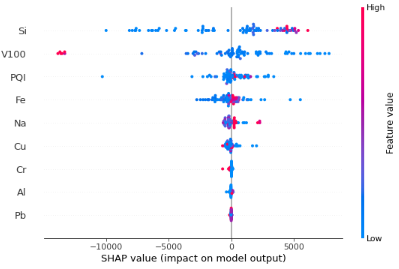 High
Si
V100
PQI
Fe
Na
Cu
Cr
Al
Pb
Feature value
Low
−10000 −5000 0 5000
SHAP value (impact on model output)